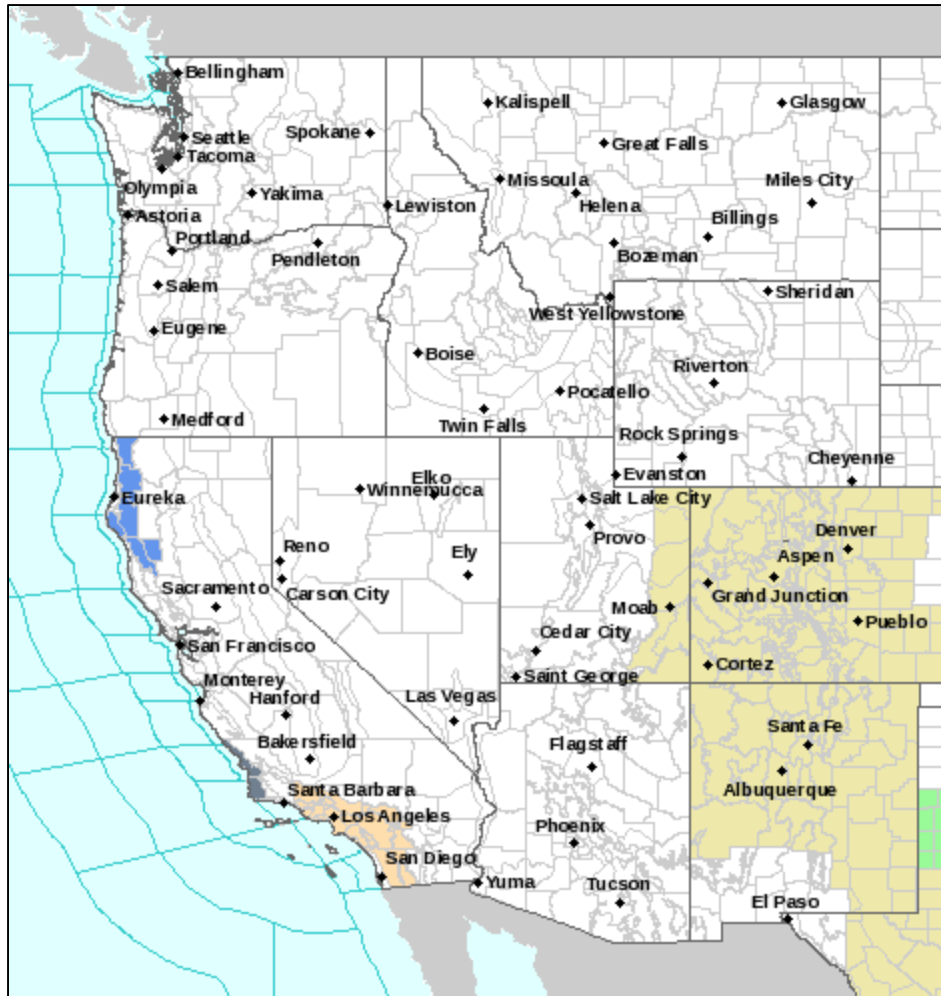 Bellingham
Kalispell
Glasgow
Seattle
Spokane
Great Falls
Tacoma
Olympia
Yakima
Missoula
Miles City
Astoria
Lewiston
Helena
Billings
Portland
Pendleton
Bozeman
Salem
Sheridan
West Yellowstone
Eugene
Boise
Riverton
Pocatello
Medford
Twin Falls
Rock Springs
Cheyenne
Evanston
Elko
Winnemucca
Eureka
Salt Lake City
Provo
Denver
Reno
Ely
Aspen
Sacramento
Carson City
Grand Junction
Moab
Pueblo
Cedar City
San Francisco
Cortez
Saint George
Monterey
Hanford
Las Vegas
Santa Fe
Bakersfield
Flagstaff
Santa Barbara
Albuquerque
Los Angeles
Phoenix
San Diego
Yuma
Tucson
El Paso